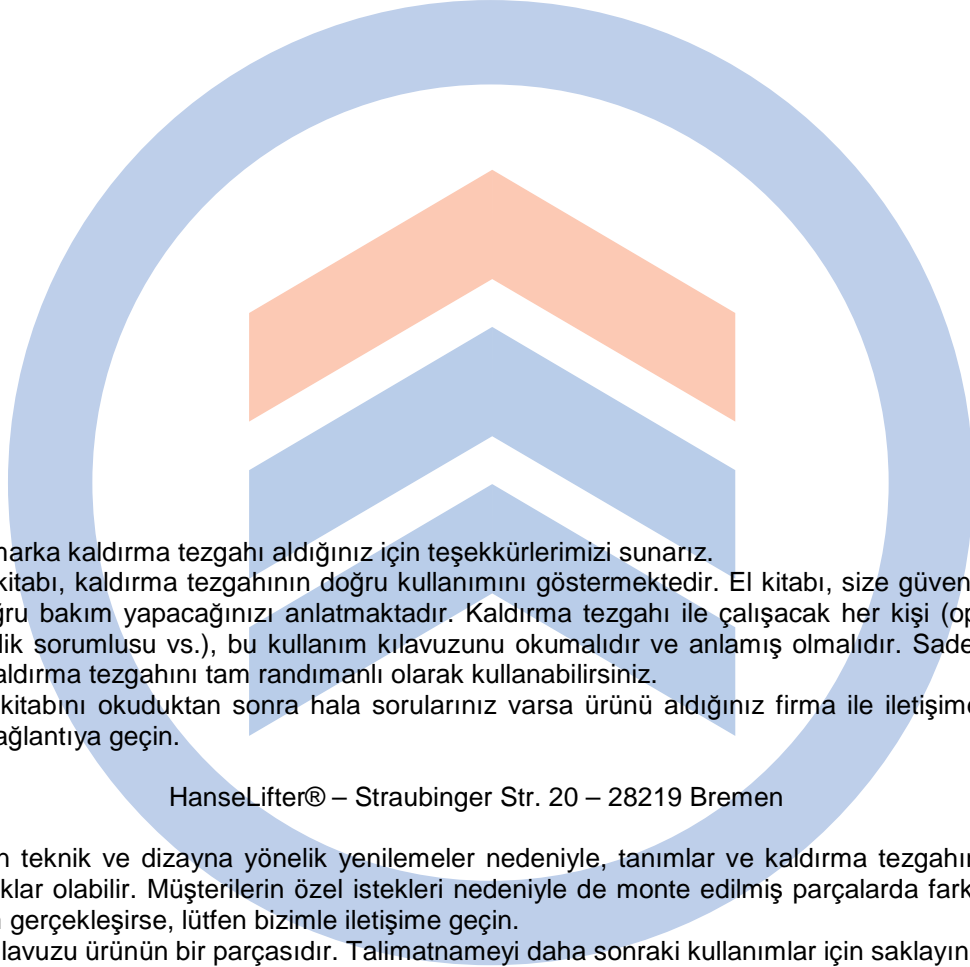 marka kaldırma tezgahı aldığınız için teşekkürlerimizi sunarız.
kitabı, kaldırma tezgahının doğru kullanımını göstermektedir. El kitabı, size güven
ğru bakım yapacağınızı anlatmaktadır. Kaldırma tezgahı ile çalışacak her kişi (op
lik sorumlusu vs.), bu kullanım kılavuzunu okumalıdır ve anlamış olmalıdır. Sade
aldırma tezgahını tam randımanlı olarak kullanabilirsiniz.
kitabını okuduktan sonra hala sorularınız varsa ürünü aldığınız firma ile iletişime
ağlantıya geçin.
HanseLifter® – Straubinger Str. 20 – 28219 Bremen
n teknik ve dizayna yönelik yenilemeler nedeniyle, tanımlar ve kaldırma tezgahın
klar olabilir. Müşterilerin özel istekleri nedeniyle de monte edilmiş parçalarda fark
gerçekleşirse, lütfen bizimle iletişime geçin.
lavuzu ürünün bir parçasıdır. Talimatnameyi daha sonraki kullanımlar için saklayın